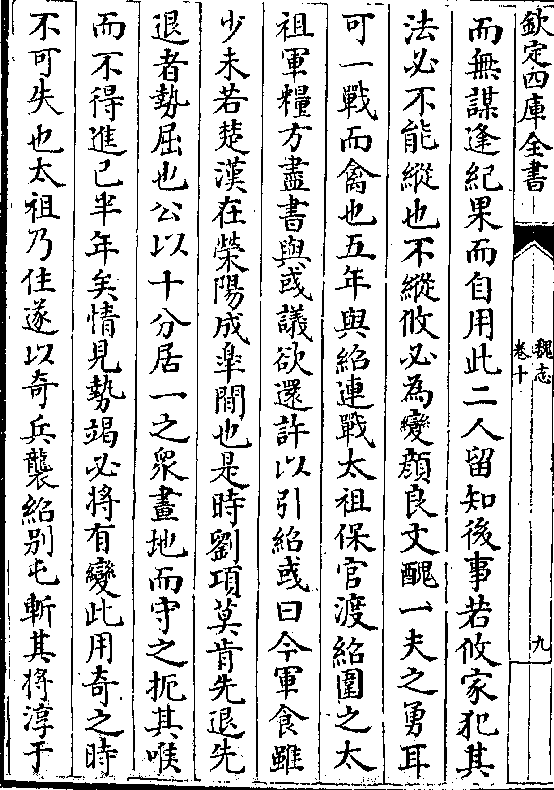 欽定四庫全書
魏志
卷十
九
而無謀逢紀果而自用此二人留知後事若攸家犯其
法必不能縱也不縱攸必為變顔良文醜一夫之勇耳
可一戰而禽也五年與紹連戰太祖保官渡紹圍之太
祖軍糧方盡書與彧議欲還許以引紹彧曰今軍食雖
少未若楚漢在滎陽成臯間也是時劉項莫肯先退先
退者勢屈也公以十分居一之衆畫地而守之扼其喉
而不得進已半年矣情見勢竭必將有變此用奇之時
不可失也太祖乃住遂以奇兵襲紹别屯斬其将淳于